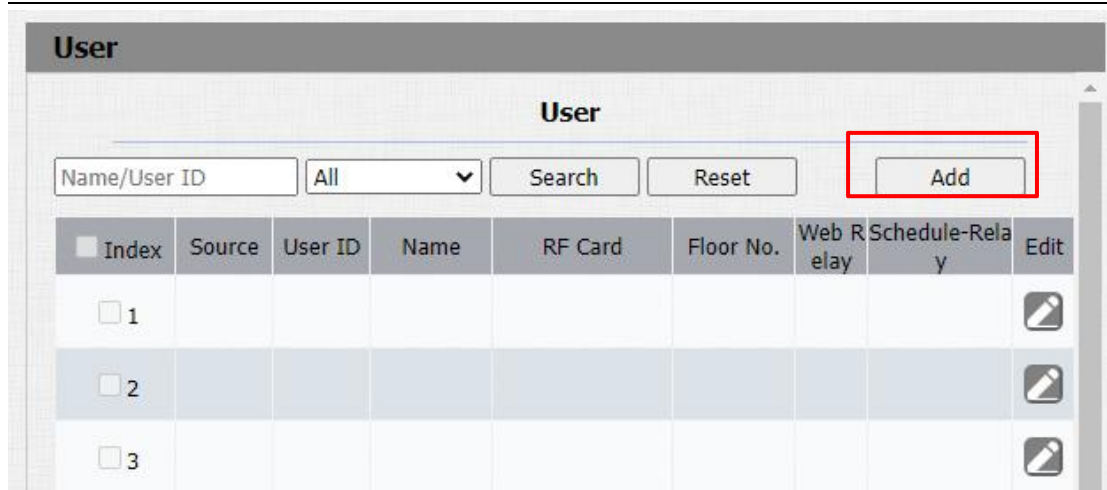 User
User
Name/User ID All Search Reset Add
Index Source User ID Name RF Card Floor No. Web R Schedule-Rela Edit
elay y
1
2
3